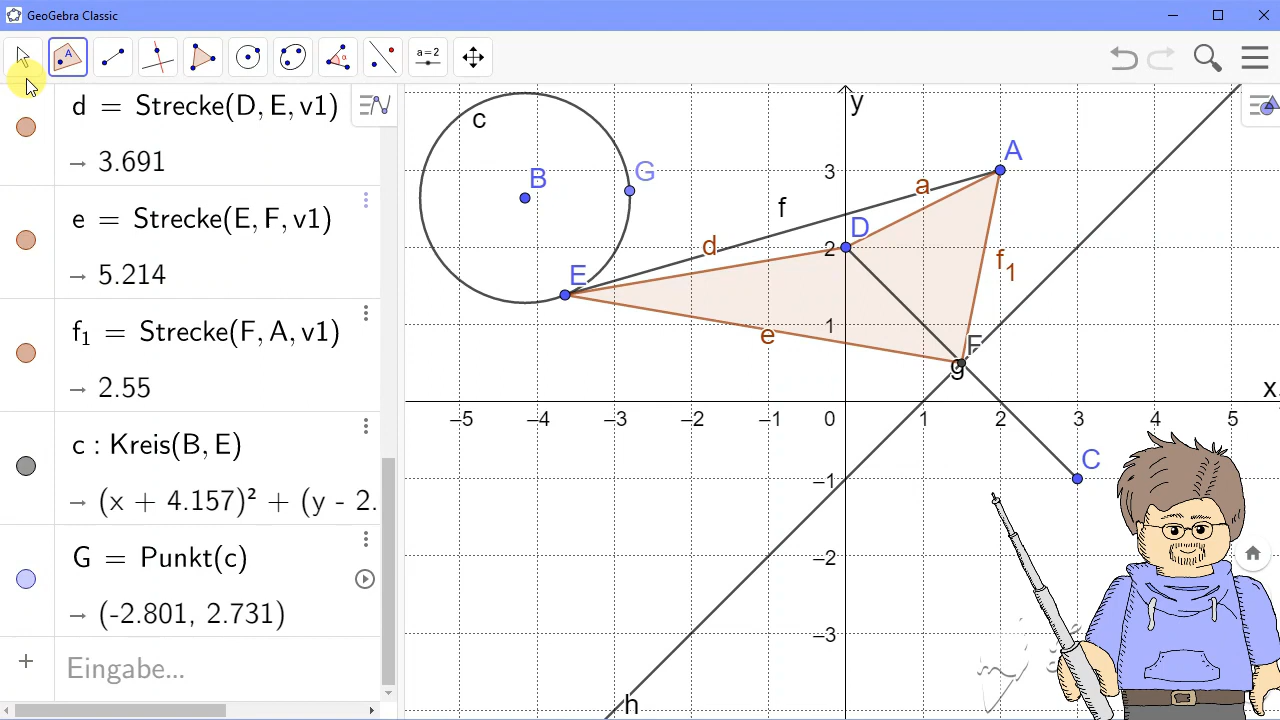 GeoGebra Classic
A
α
a=2
d = Strecke(D, E, v1)
→ 3.691
e = Strecke(E, F, v1)
→ 5.214
f₁ = Strecke(F, A, v1)
→ 2.55
c : Kreis(B, E)
→ (x + 4.157)² + (y - 2.
G = Punkt(c)
→ (-2.801, 2.731)
+ Eingabe...
y
c
A
3
G
B
a
f
D
d
2
f₁
E
1
e
F
g
x
–5 –4 –3 –2 –1 0 1 2 3 4 5
C
–1
–2
–3
h